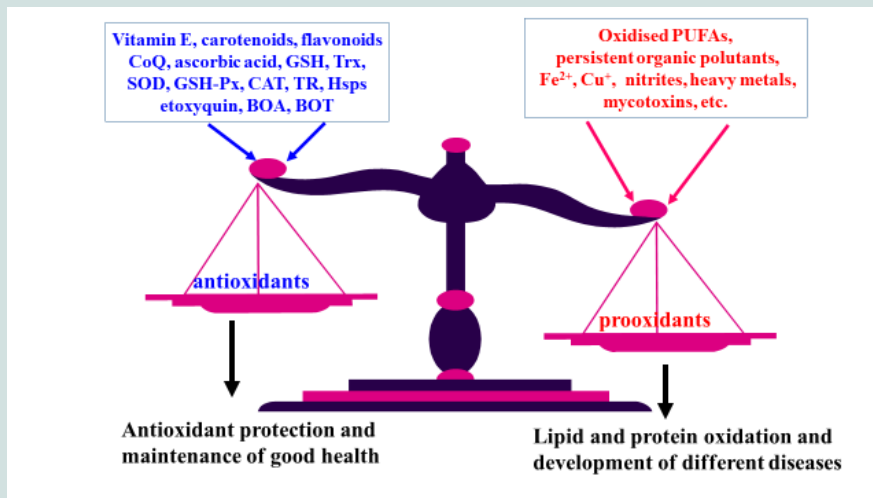 Vitamin E, carotenoids, flavonoids
CoQ, ascorbic acid, GSH, Trx,
SOD, GSH-Px, CAT, TR, Hsps
etoxyquin, BOA, BOT
Oxidised PUFAs,
persistent organic polutants,
Fe²⁺, Cu⁺, nitrites, heavy metals,
mycotoxins, etc.
antioxidants
prooxidants
Antioxidant protection and
maintenance of good health
Lipid and protein oxidation and
development of different diseases